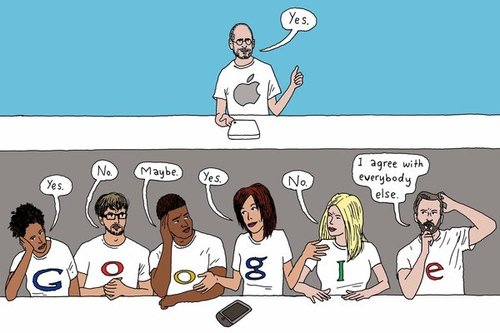 Yes.
Yes.
No.
Maybe.
Yes.
No.
I agree with
everybody
else.
G o o g l e